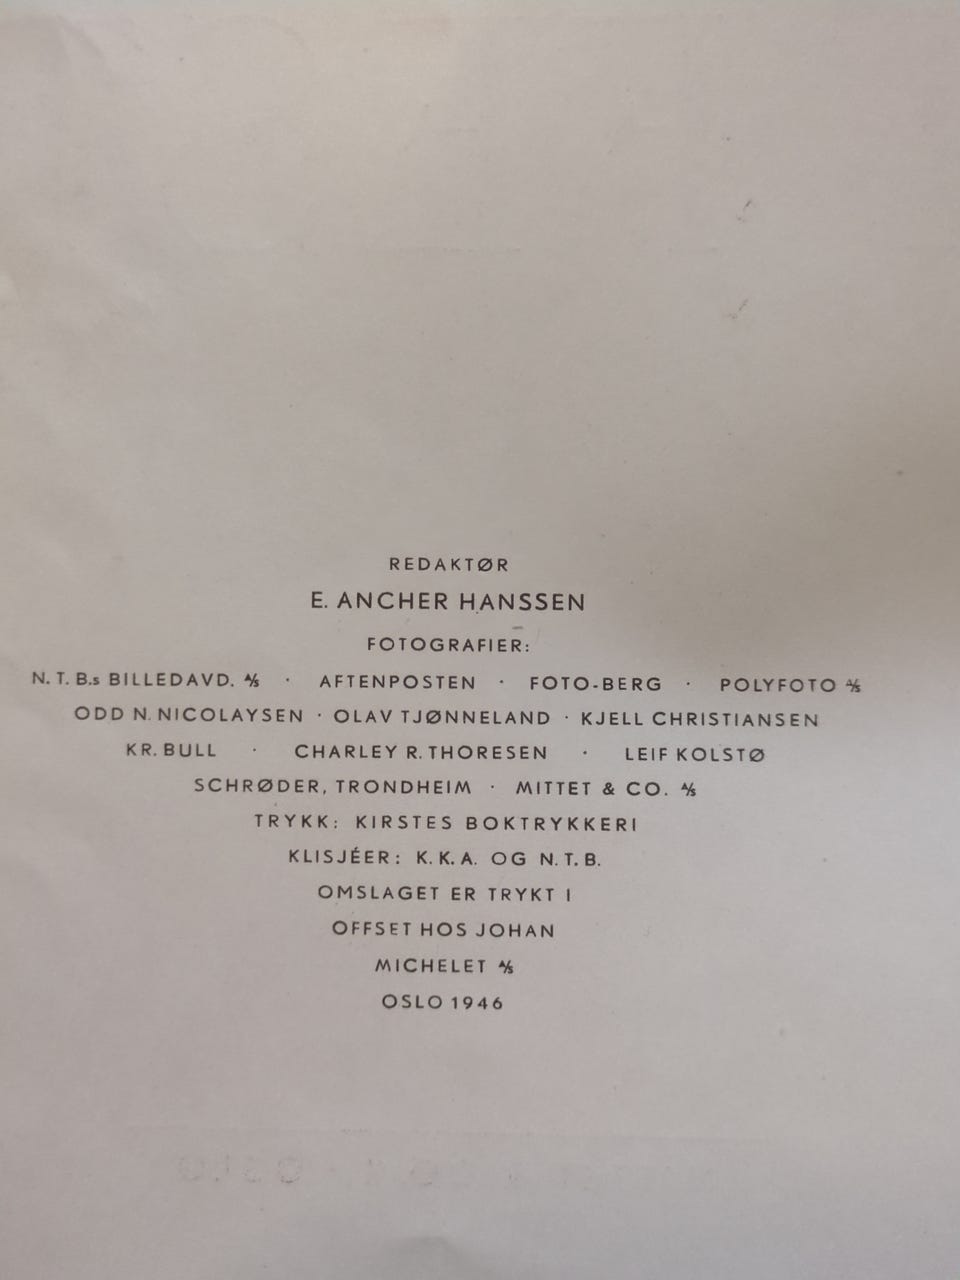 REDAKTØR
E. ANCHER HANSSEN
FOTOGRAFIER:
N. T. B.s BILLEDAVD. A/S · AFTENPOSTEN · FOTO-BERG · POLYFOTO A/S
ODD N. NICOLAYSEN · OLAV TJØNNELAND · KJELL CHRISTIANSEN
KR. BULL · CHARLEY R. THORESEN · LEIF KOLSTØ
SCHRØDER, TRONDHEIM · MITTET & CO. A/S
TRYKK: KIRSTES BOKTRYKKERI
KLISJÉER: K. K. A. OG N. T. B.
OMSLAGET ER TRYKT I
OFFSET HOS JOHAN
MICHELET A/S
OSLO 1946